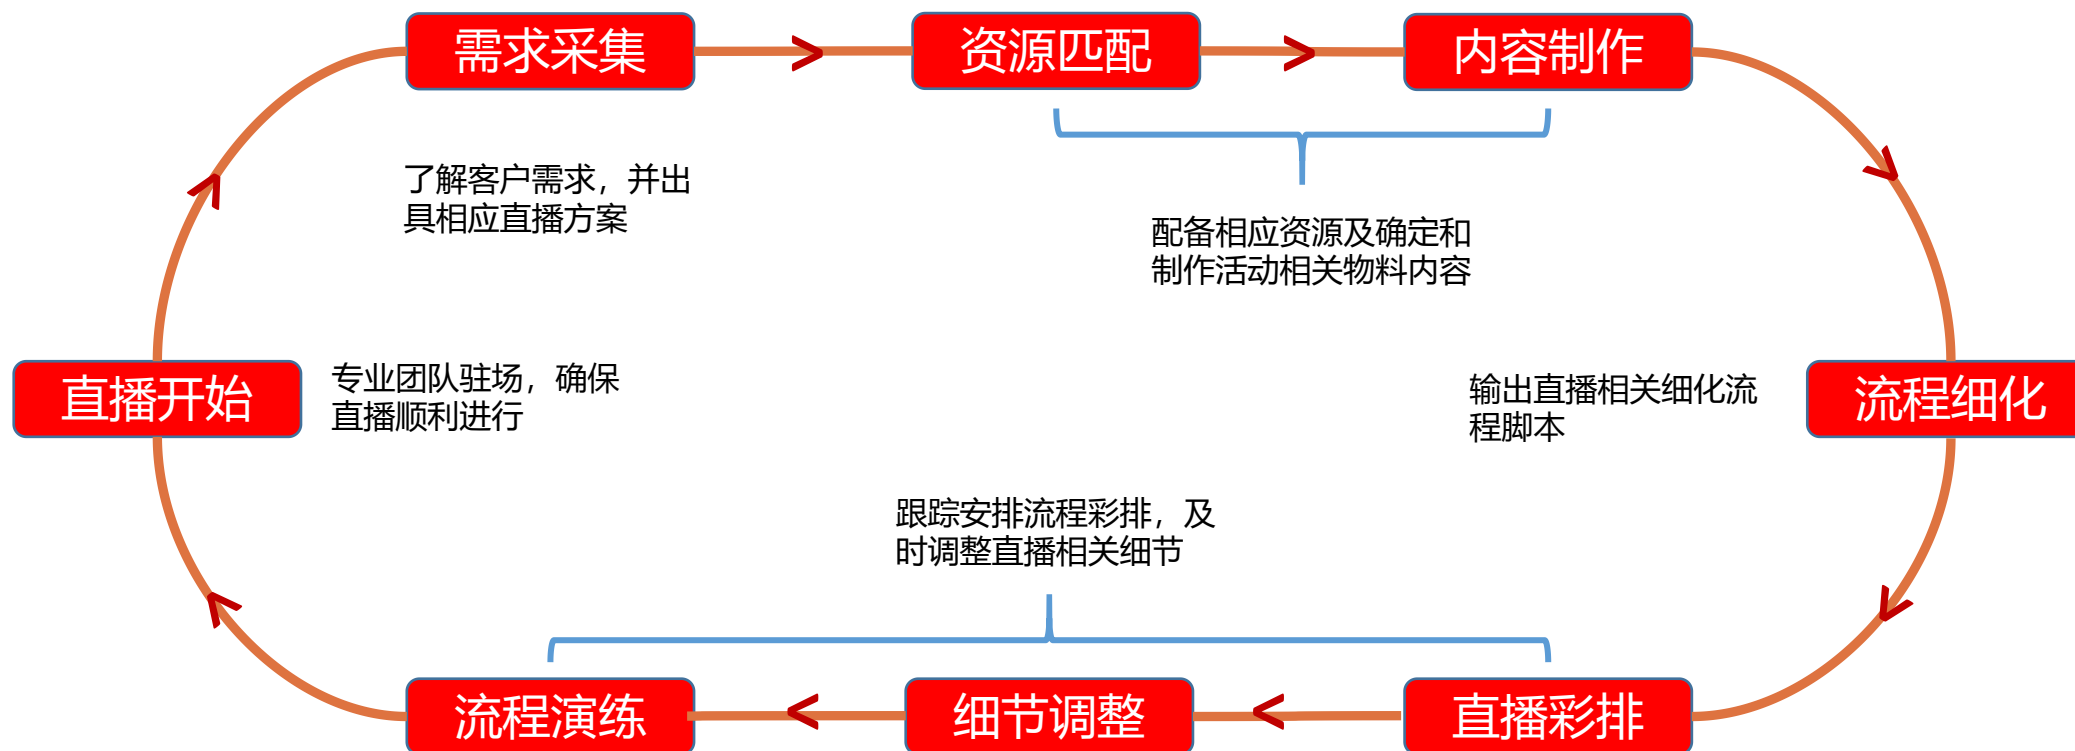 需求采集
资源匹配
内容制作
了解客户需求，并出
具相应直播方案
配备相应资源及确定和
制作活动相关物料内容
直播开始
专业团队驻场，确保
直播顺利进行
输出直播相关细化流
程脚本
流程细化
跟踪安排流程彩排，及
时调整直播相关细节
流程演练
细节调整
直播彩排